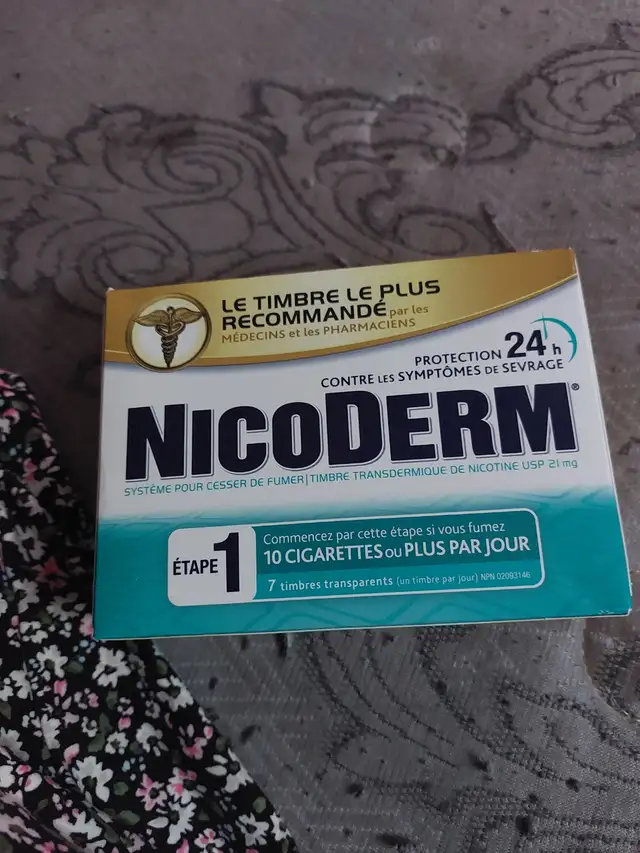 LE TIMBRE LE PLUS
RECOMMANDÉ par les
MÉDECINS et les PHARMACIENS
PROTECTION 24h
CONTRE LES SYMPTÔMES DE SEVRAGE
NICODERM®
SYSTÈME POUR CESSER DE FUMER | TIMBRE TRANSDERMIQUE DE NICOTINE USP 21 mg
ÉTAPE 1
Commencez par cette étape si vous fumez
10 CIGARETTES OU PLUS PAR JOUR
7 timbres transparents (un timbre par jour) NPN 02093146